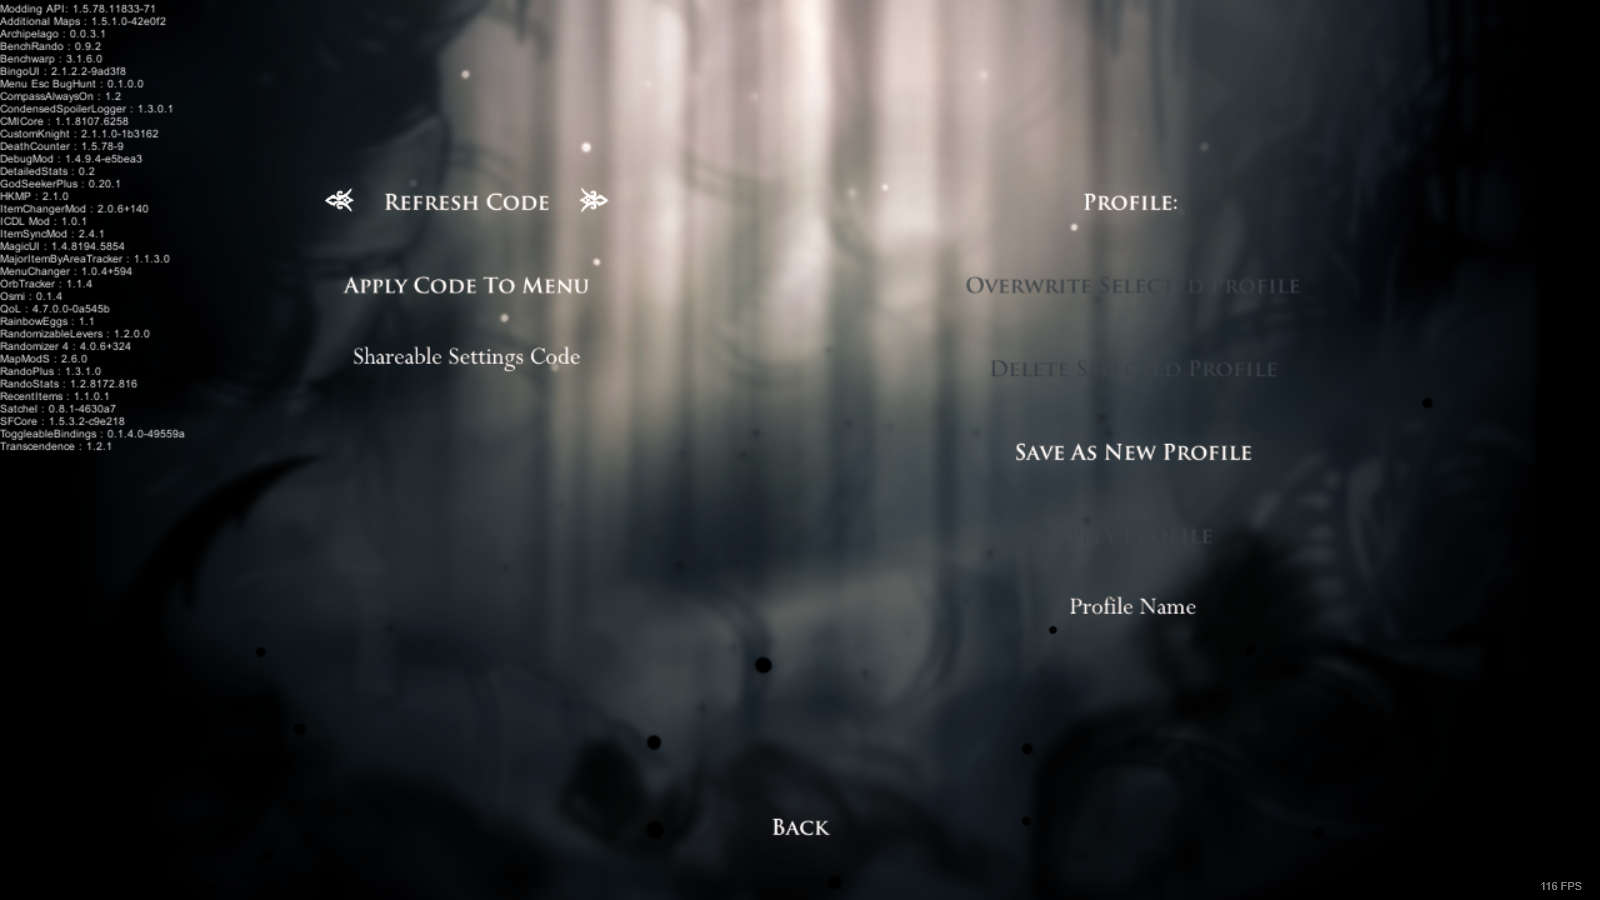 Modding API: 1.5.78.11833-71
Additional Maps : 1.5.1.0-42e0f2
Archipelago : 0.0.3.1
BenchRando : 0.9.2
Benchwarp : 3.1.6.0
BingoUI : 2.1.2.2-9ad3f8
Menu Esc BugHunt : 0.1.0.0
CompassAlwaysOn : 1.2
CondensedSpoilerLogger : 1.3.0.1
CMICore : 1.1.8107.6258
CustomKnight : 2.1.1.0-1b3162
DeathCounter : 1.5.78-9
DebugMod : 1.4.9.4-e5bea3
DetailedStats : 0.2
GodSeekerPlus : 0.20.1
HKMP : 2.1.0
ItemChangerMod : 2.0.6+140
ICDL Mod : 1.0.1
ItemSyncMod : 2.4.1
MagicUI : 1.4.8194.5854
MajorItemByAreaTracker : 1.1.3.0
MenuChanger : 1.0.4+594
OrbTracker : 1.1.4
Osmi : 0.1.4
QoL : 4.7.0.0-0a545b
RainbowEggs : 1.1
RandomizableLevers : 1.2.0.0
Randomizer 4 : 4.0.6+324
MapModS : 2.6.0
RandoPlus : 1.3.1.0
RandoStats : 1.2.8172.816
RecentItems : 1.1.0.1
Satchel : 0.8.1-4630a7
SFCore : 1.5.3.2-c9e218
ToggleableBindings : 0.1.4.0-49559a
Transcendence : 1.2.1
Refresh Code
Apply Code To Menu
Shareable Settings Code
Profile:
Overwrite Selected Profile
Delete Selected Profile
Save As New Profile
Apply Profile
Profile Name
Back
116 FPS